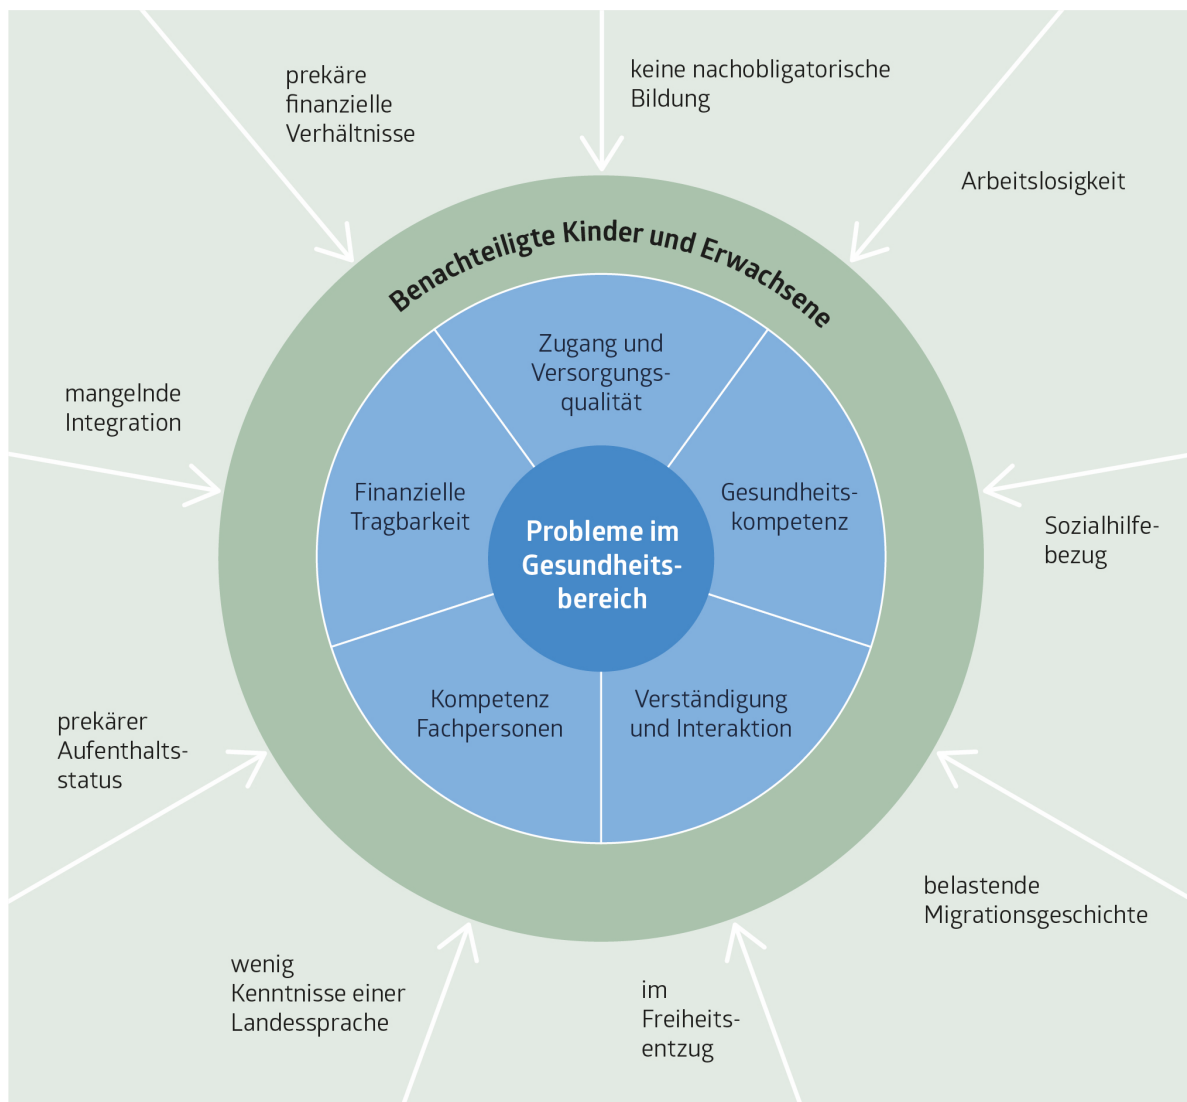 prekäre
finanzielle
Verhältnisse
keine nachobligatorische
Bildung
Arbeitslosigkeit
Benachteiligte Kinder und Erwachsene
Zugang und
Versorgungs-
qualität
mangelnde
Integration
Finanzielle
Tragbarkeit
Gesundheits-
kompetenz
Probleme im
Gesundheits-
bereich
Sozialhilfe-
bezug
Kompetenz
Fachpersonen
Verständigung
und Interaktion
prekärer
Aufenthalts-
status
belastende
Migrationsgeschichte
wenig
Kenntnisse einer
Landessprache
im
Freiheits-
entzug